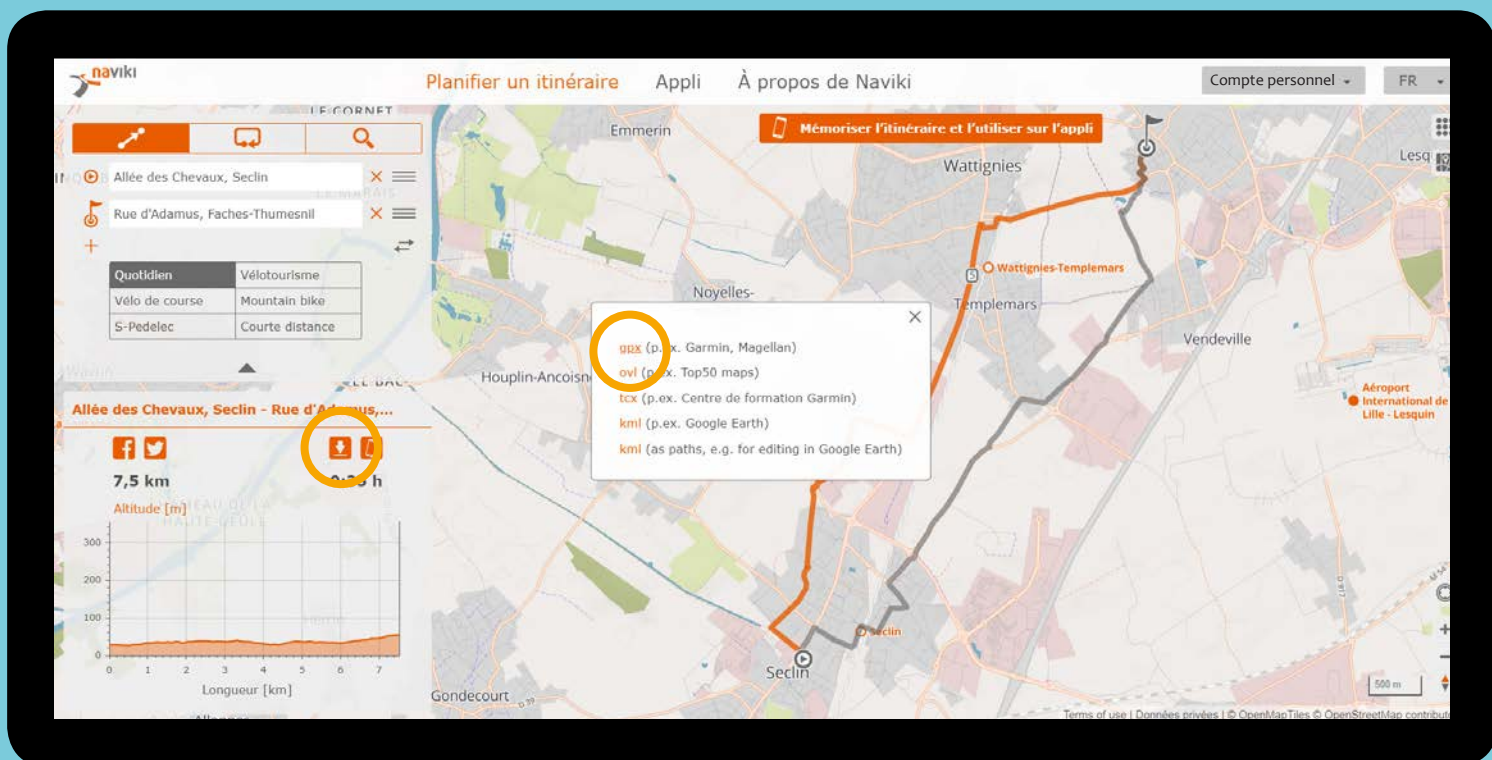 naviki
Planifier un itinéraire
Appli
À propos de Naviki
Compte personnel
FR
LE CORNET
Emmerin
Mémoriser l'itinéraire et l'utiliser sur l'appli
Wattignies
Allée des Chevaux, Seclin
LE MARAIS
Rue d'Adamus, Faches-Thumesnil
Quotidien
Vélotourisme
Vélo de course
Mountain bike
S-Pedelec
Courte distance
5
Wattignies-Templemars
Noyelles-
Templemars
Vendeville
gpx (p.ex. Garmin, Magellan)
ovl (p.ex. Top50 maps)
tcx (p.ex. Centre de formation Garmin)
kml (p.ex. Google Earth)
kml (as paths, e.g. for editing in Google Earth)
Aéroport
International de
Lille - Lesquin
Allée des Chevaux, Seclin - Rue d'Adamus,...
7,5 km
Altitude [m]
300
200
100
0
0 1 2 3 4 5 6 7
Longueur [km]
Seclin
Seclin
Gondecourt
500 m
Terms of use | Données privées | © OpenMapTiles © OpenStreetMap